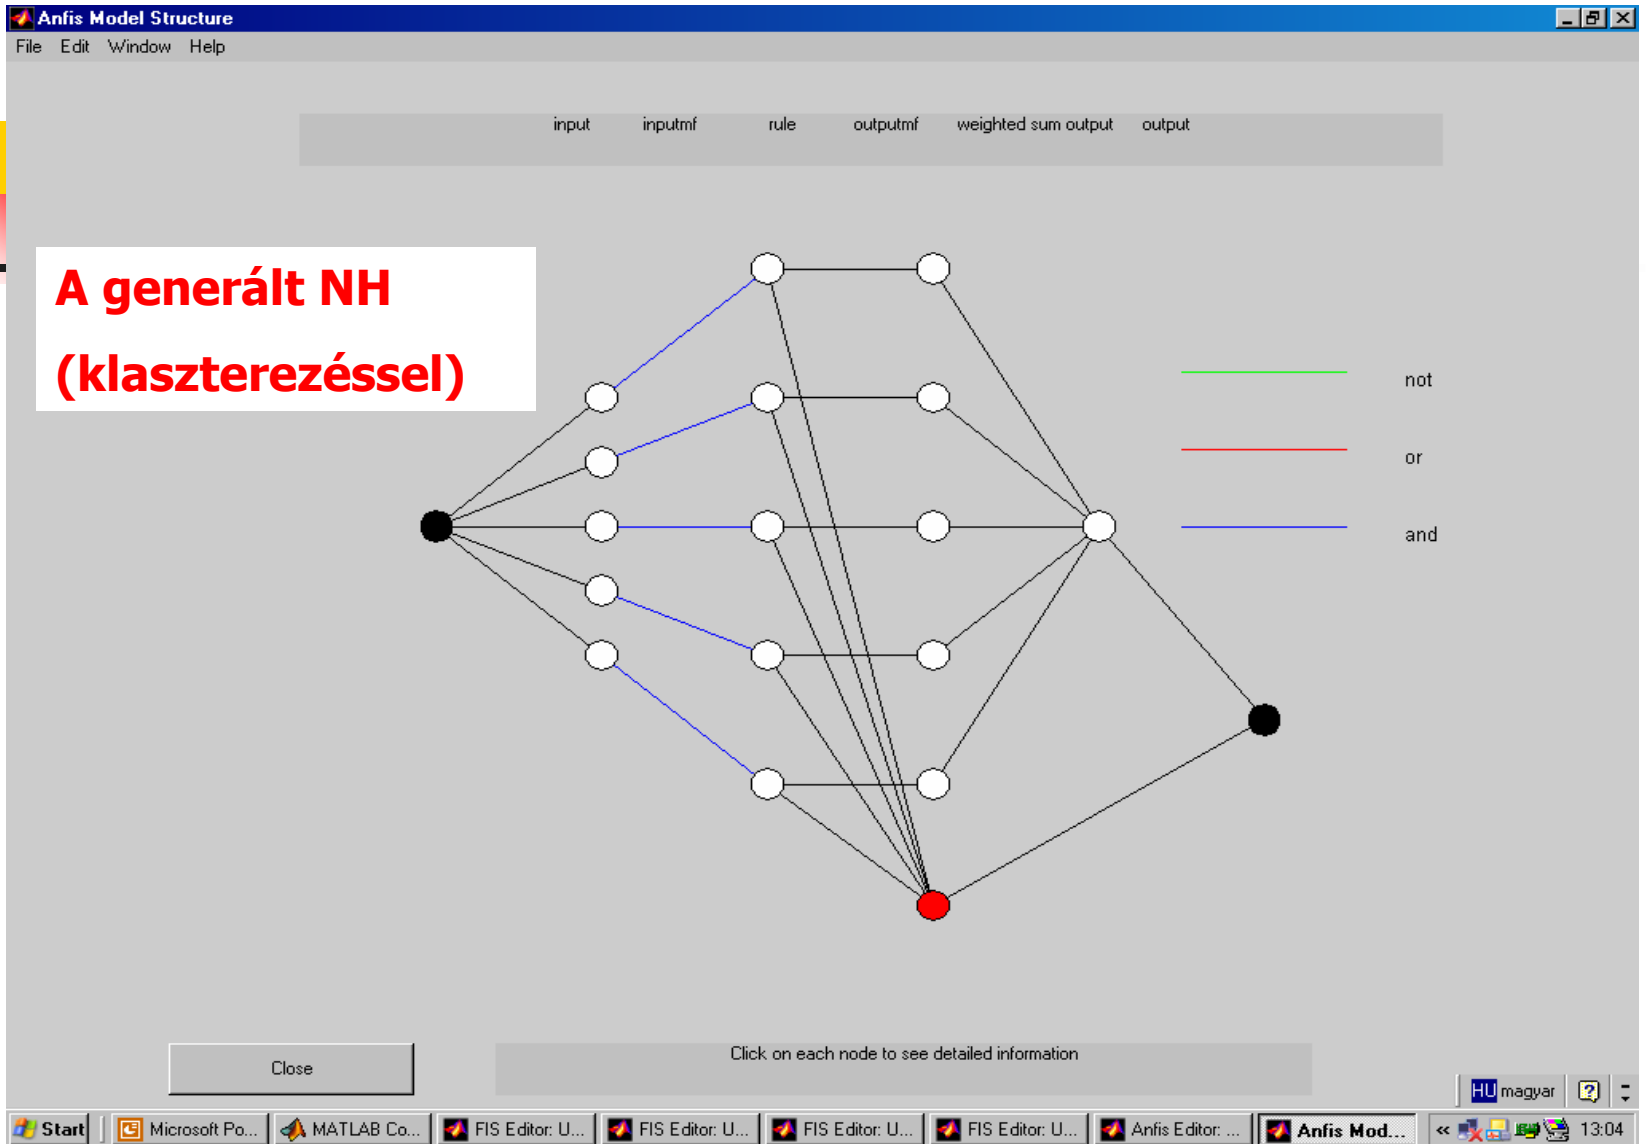 Anfis Model Structure
File Edit Window Help
input inputmf rule outputmf weighted sum output output
A generált NH
(klaszterezéssel)
not
or
and
Click on each node to see detailed information
Close
HU magyar
Start Microsoft Po... MATLAB Co... FIS Editor: U... FIS Editor: U... FIS Editor: U... FIS Editor: U... Anfis Editor: ... Anfis Mod... « 13:04